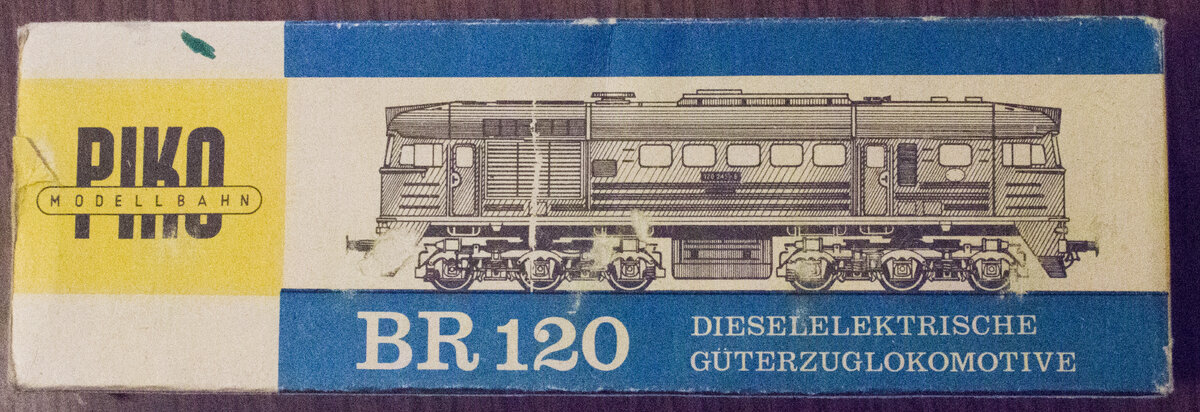 PIKO
MODELLBAHN
BR 120
DIESELELEKTRISCHE
GÜTERZUGLOKOMOTIVE